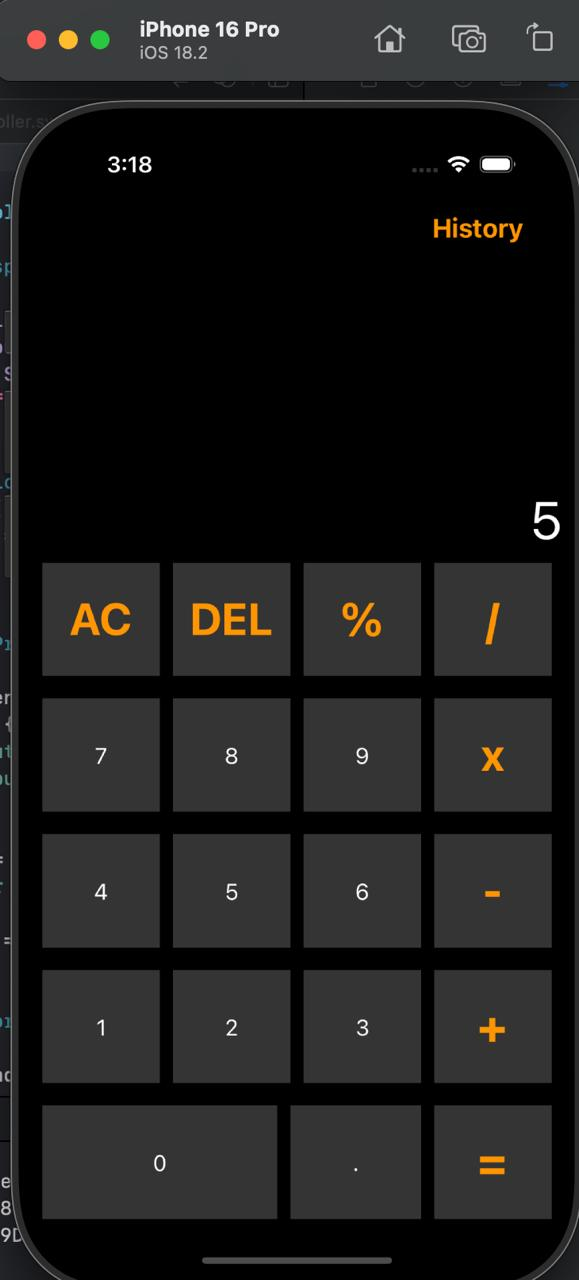 iPhone 16 Pro
iOS 18.2
3:18
History
5
AC DEL % /
7 8 9 x
4 5 6 -
1 2 3 +
0 . =